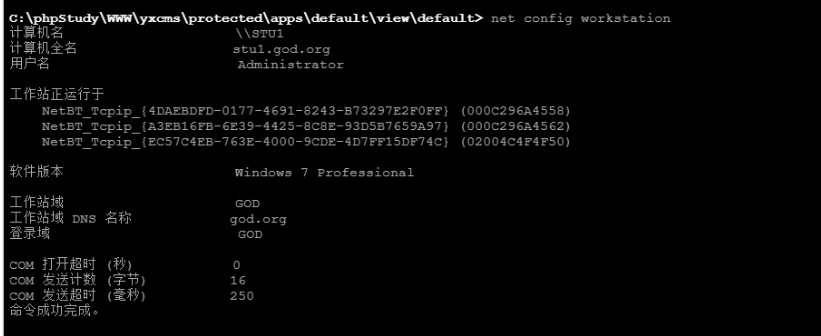 C:\phpStudy\WWW\yxcms\protected\apps\default\view\default> net config workstation
计算机名 \\STU1
计算机全名 stu1.god.org
用户名 Administrator
工作站正运行于
NetBT_Tcpip_{4DAEBDFD-0177-4691-8243-B73297E2F0FF} (000C296A4558)
NetBT_Tcpip_{A3EB16FB-6E39-4425-8C8E-93D5B7659A97} (000C296A4562)
NetBT_Tcpip_{EC57C4EB-763E-4000-9CDE-4D7FF15DF74C} (02004C4F4F50)
软件版本 Windows 7 Professional
工作站域 GOD
工作站域 DNS 名称 god.org
登录域 GOD
COM 打开超时 (秒) 0
COM 发送计数 (字节) 16
COM 发送超时 (毫秒) 250
命令成功完成。